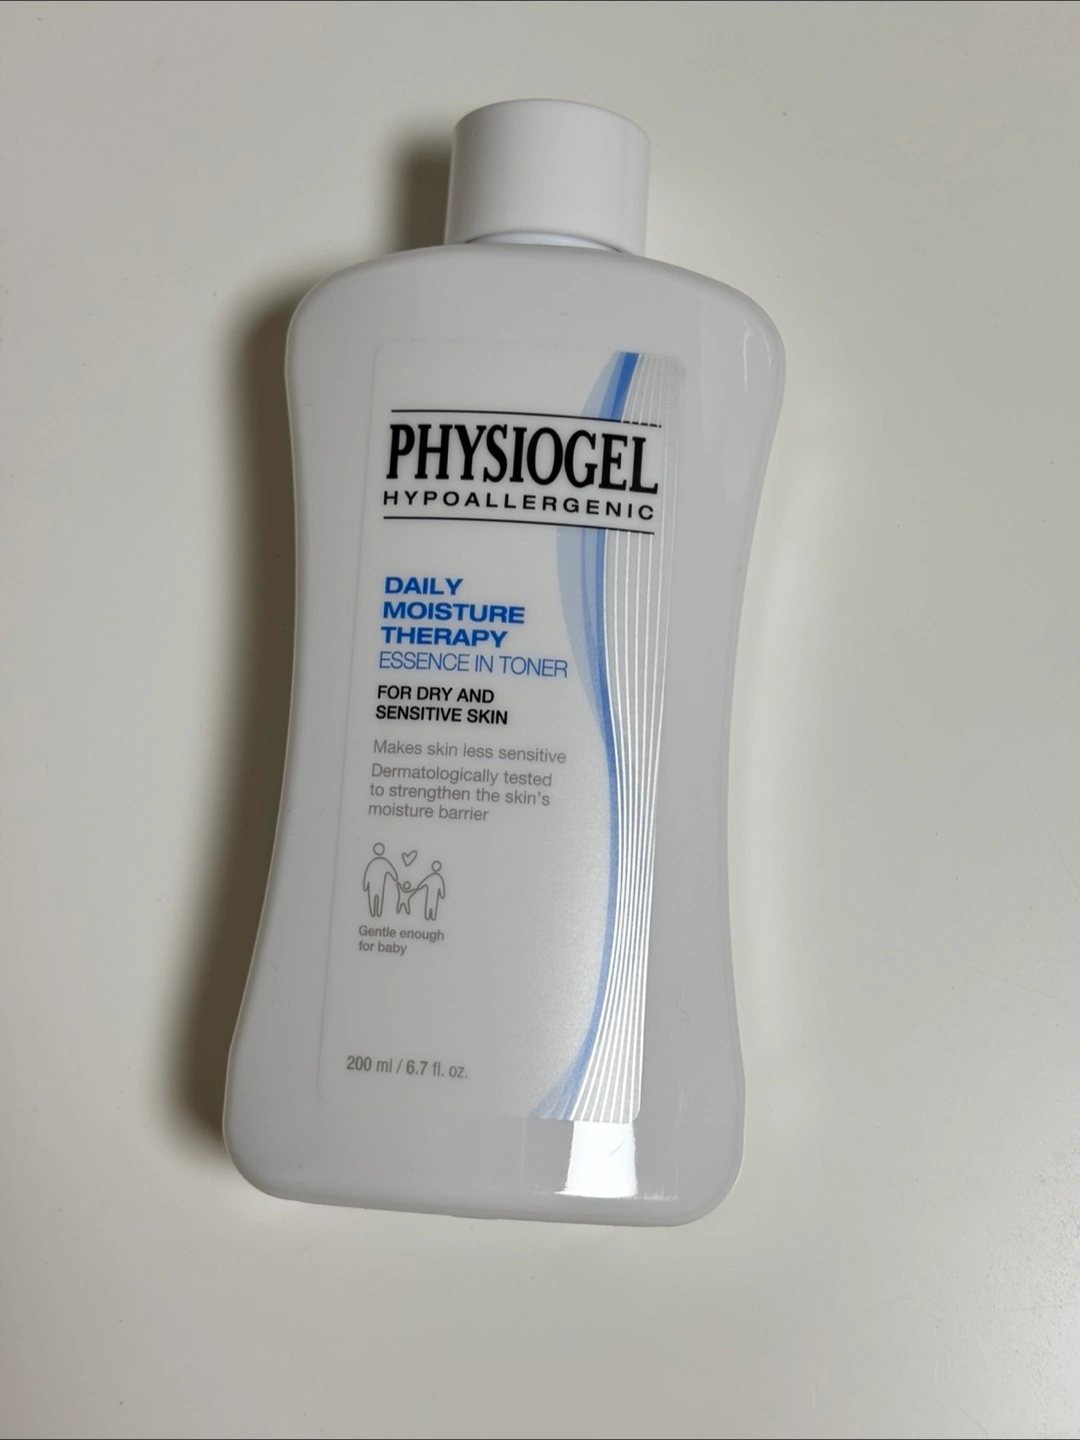 PHYSIOGEL
HYPOALLERGENIC
DAILY
MOISTURE
THERAPY
ESSENCE IN TONER
FOR DRY AND
SENSITIVE SKIN
Makes skin less sensitive
Dermatologically tested
to strengthen the skin's
moisture barrier
Gentle enough
for baby
200 ml / 6.7 fl. oz.